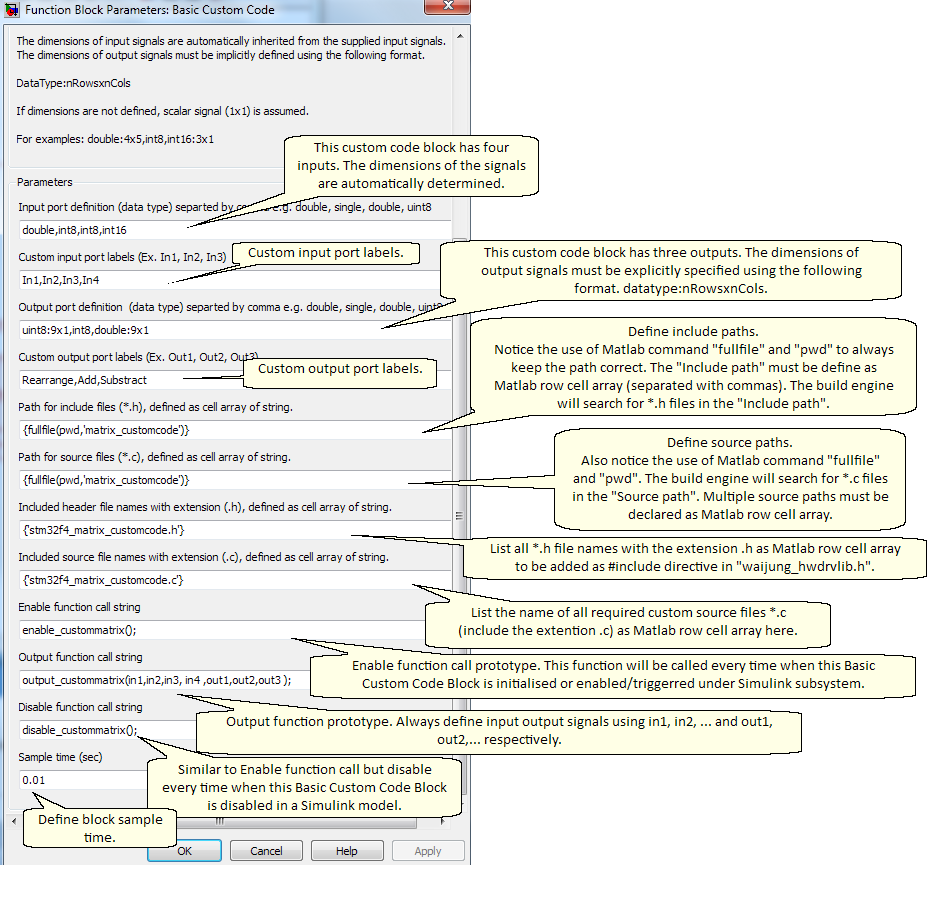 Function Block Parameters: Basic Custom Code
The dimensions of input signals are automatically inherited from the supplied input signals.
The dimensions of output signals must be implicitly defined using the following format.
DataType:nRowsxnCols
If dimensions are not defined, scalar signal (1x1) is assumed.
For examples: double:4x5,int8,int16:3x1
This custom code block has four
inputs. The dimensions of the signals
are automatically determined.
Parameters
Input port definition (data type) separted by c e.g. double, single, double, uint8
double,int8,int8,int16
Custom input port labels (Ex. In1, In2, In3)
Custom input port labels.
In1,In2,In3,In4
This custom code block has three outputs. The dimensions of
output signals must be explicitly specified using the following
format. datatype:nRowsxnCols.
Output port definition (data type) separted by comma e.g. double, single, double, uint8
uint8:9x1,int8,double:9x1
Custom output port labels (Ex. Out1, Out2, Out3)
Custom output port labels.
Rearrange,Add,Substract
Define include paths.
Notice the use of Matlab command "fullfile" and "pwd" to always
keep the path correct. The "Include path" must be define as
Matlab row cell array (separated with commas). The build engine
will search for *.h files in the "Include path".
Path for include files (*.h), defined as cell array of string.
{fullfile(pwd,'matrix_customcode')}
Path for source files (*.c), defined as cell array of string.
{fullfile(pwd,'matrix_customcode')}
Define source paths.
Also notice the use of Matlab command "fullfile"
and "pwd". The build engine will search for *.c files
in the "Source path". Multiple source paths must be
declared as Matlab row cell array.
Included header file names with extension (.h), defined as cell array of string.
{'stm32f4_matrix_customcode.h'}
List all *.h file names with the extension .h as Matlab row cell array
to be added as #include directive in "waijung_hwdrvlib.h".
Included source file names with extension (.c), defined as cell array of string.
{'stm32f4_matrix_customcode.c'}
List the name of all required custom source files *.c
(include the extention .c) as Matlab row cell array here.
Enable function call string
enable_custommatrix();
Enable function call prototype. This function will be called every time when this Basic
Custom Code Block is initialised or enabled/triggerred under Simulink subsystem.
Output function call string
output_custommatrix(in1,in2,in3, in4 ,out1,out2,out3 );
Output function prototype. Always define input output signals using in1, in2, ... and out1,
out2,... respectively.
Disable function call string
disable_custommatrix();
Similar to Enable function call but disable
every time when this Basic Custom Code Block
is disabled in a Simulink model.
Sample time (sec)
0.01
Define block sample
time.
OK Cancel Help Apply